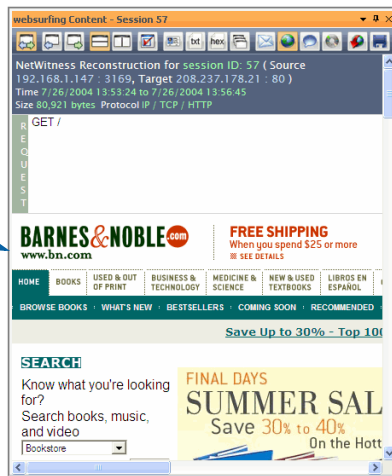 websurfing Content - Session 57
txt hex
NetWitness Reconstruction for session ID: 57 ( Source
192.168.1.147 : 3169, Target 208.237.178.21 : 80 )
Time 7/26/2004 13:53:24 to 7/26/2004 13:56:45
Size 80,921 bytes Protocol IP / TCP / HTTP
REQUEST
GET /
BARNES&NOBLE.com
www.bn.com
FREE SHIPPING
When you spend $25 or more
SEE DETAILS
HOME BOOKS USED & OUT OF PRINT BUSINESS & TECHNOLOGY MEDICINE & SCIENCE NEW & USED TEXTBOOKS LIBROS EN ESPAÑOL
BROWSE BOOKS WHAT'S NEW BESTSELLERS COMING SOON RECOMMENDED
Save Up to 30% - Top 100
SEARCH
Know what you're looking
for?
Search books, music,
and video
Bookstore
FINAL DAYS
SUMMER SAL
Save 30% to 40%
On the Hott